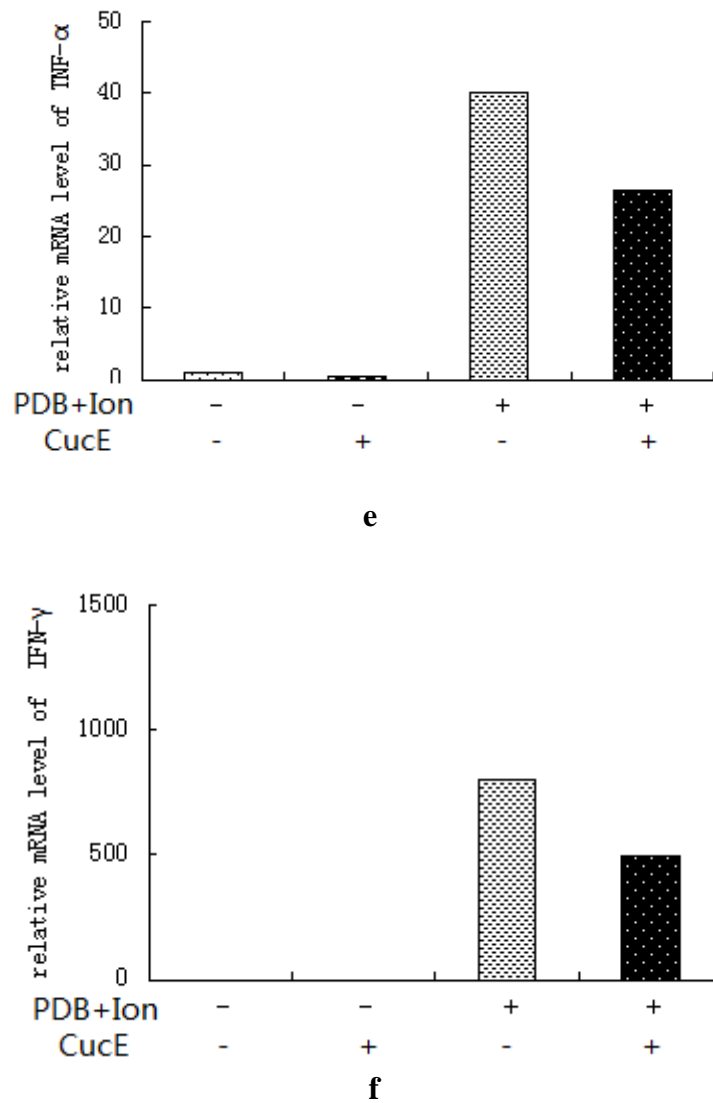 50
40
30
20
10
0
relative mRNA level of TNF-α
PDB+Ion − − + +
CucE - + - +
e
1500
1000
500
0
relative mRNA level of IFN-γ
PDB+Ion − − + +
CucE - + - +
f